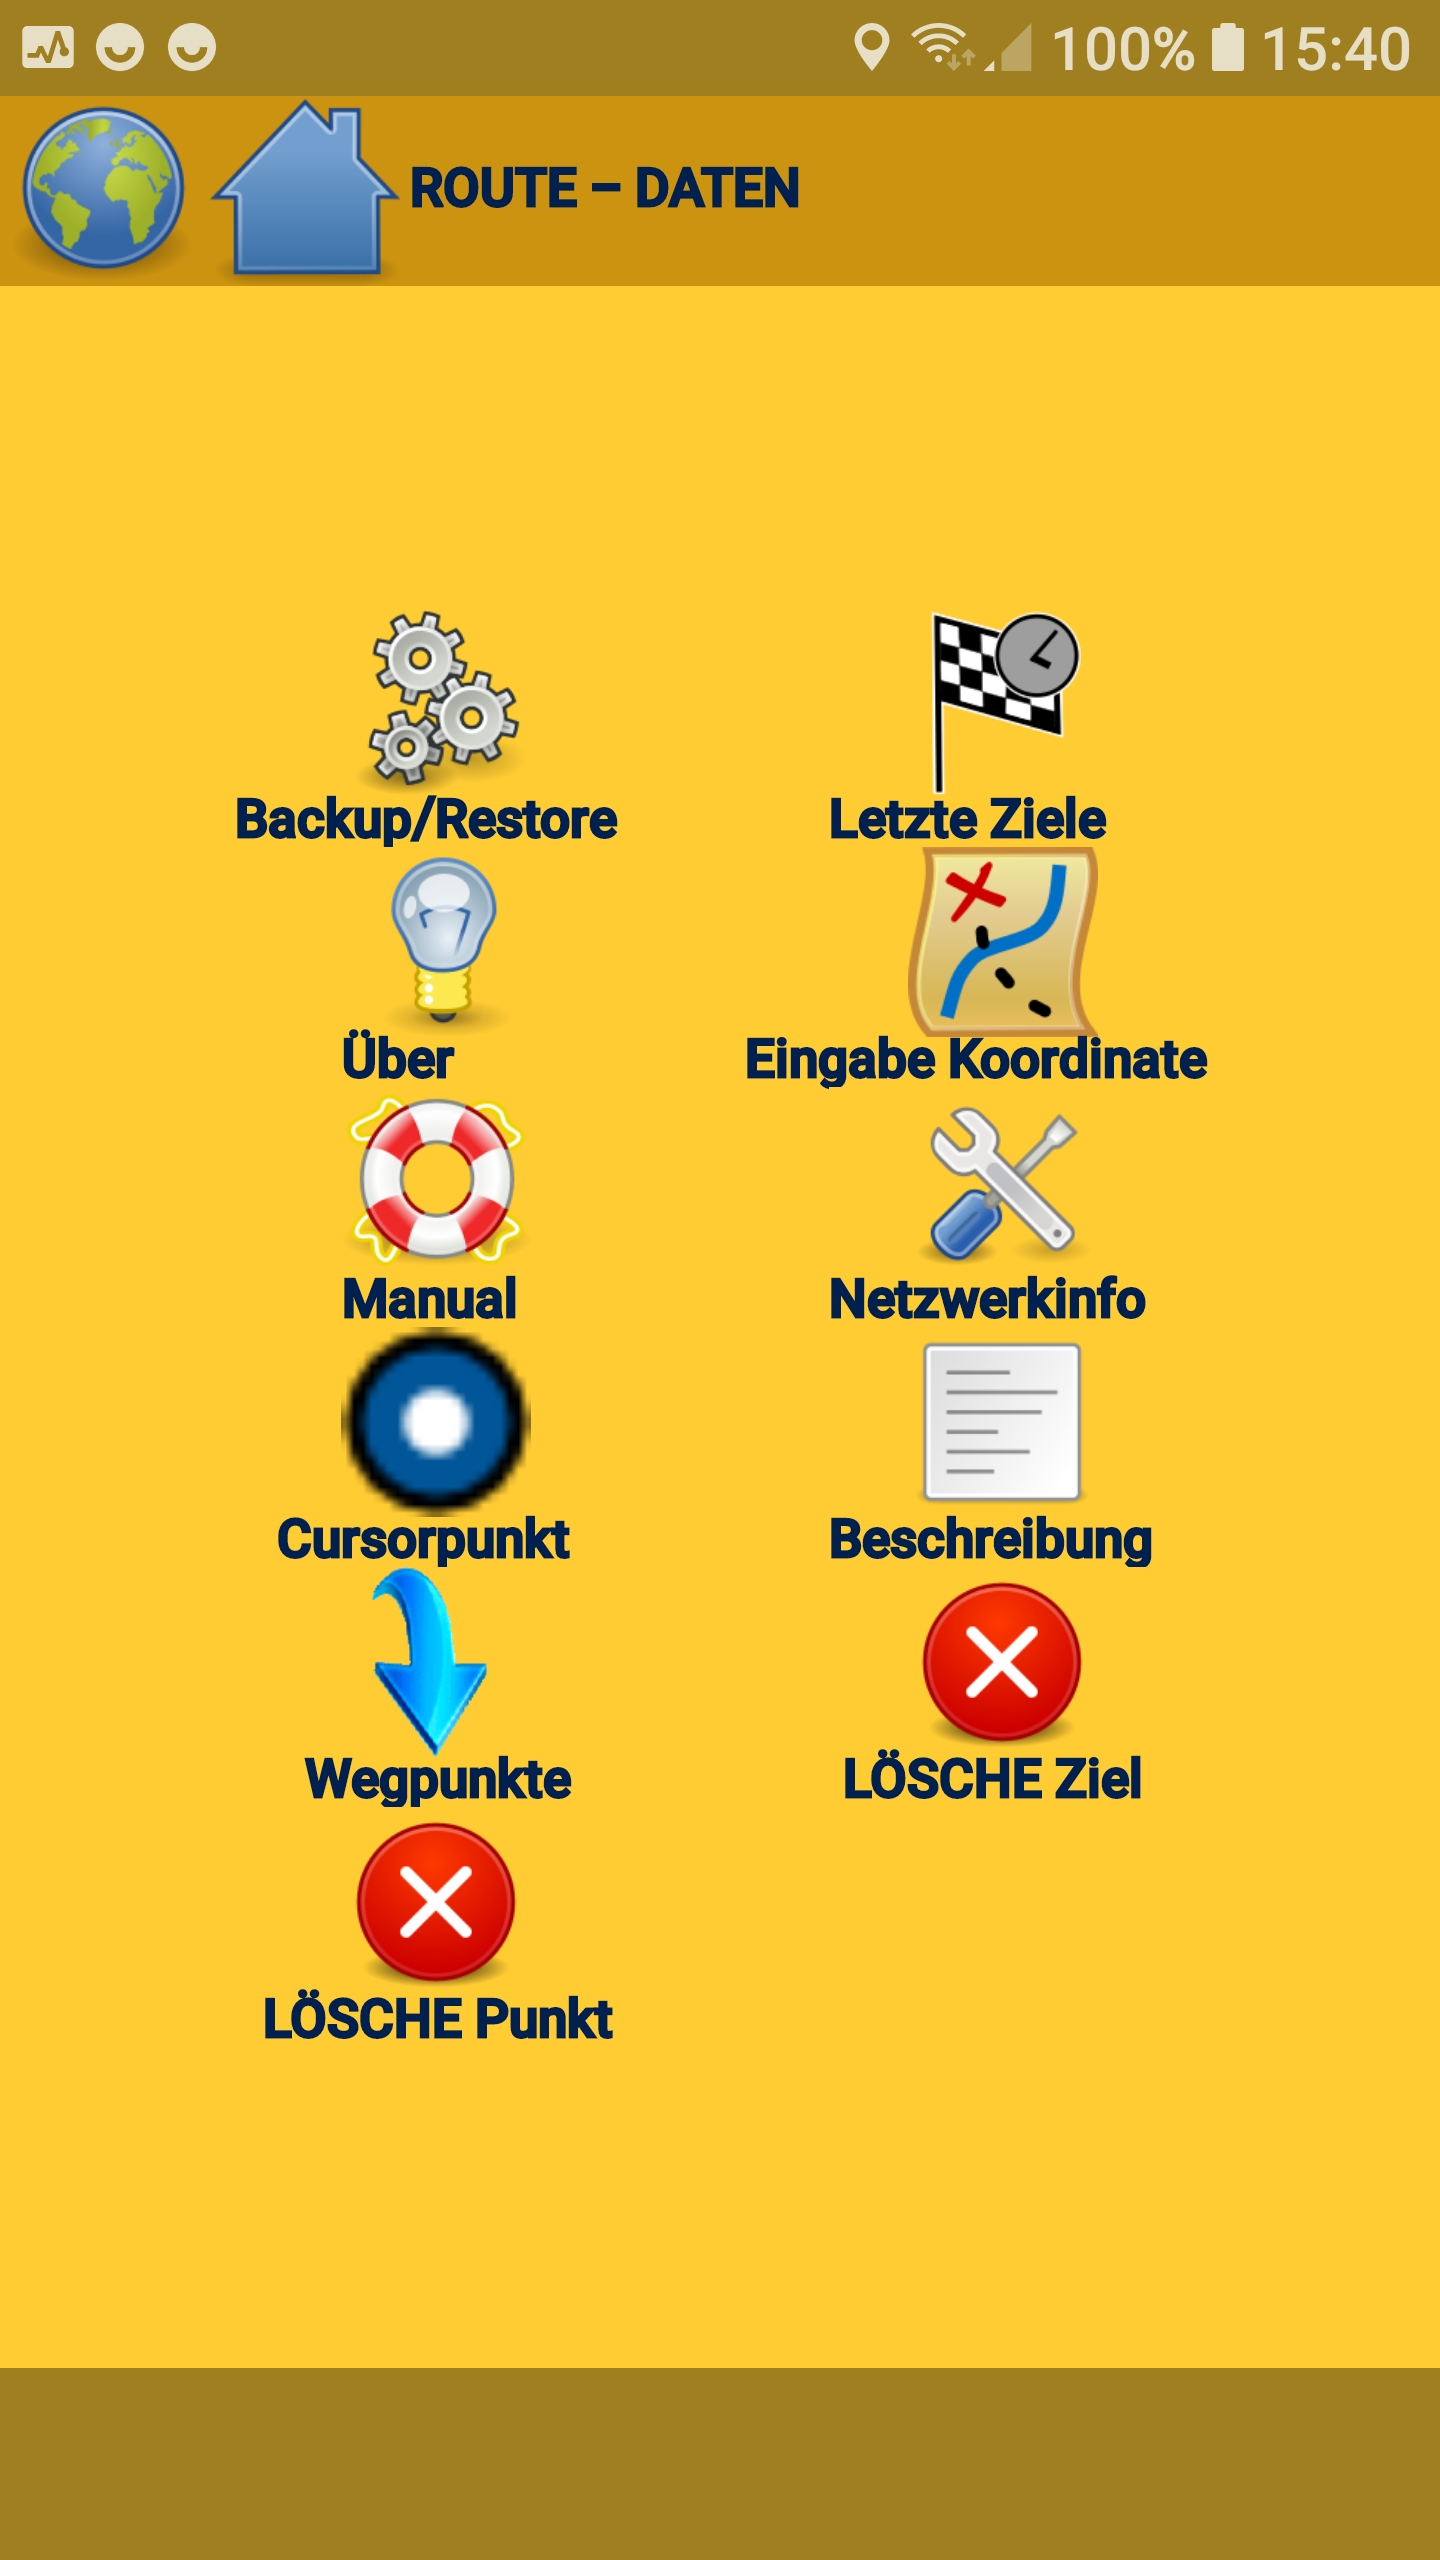 100% 15:40
ROUTE – DATEN
Backup/Restore Letzte Ziele
Über Eingabe Koordinate
Manual Netzwerkinfo
Cursorpunkt Beschreibung
Wegpunkte LÖSCHE Ziel
LÖSCHE Punkt